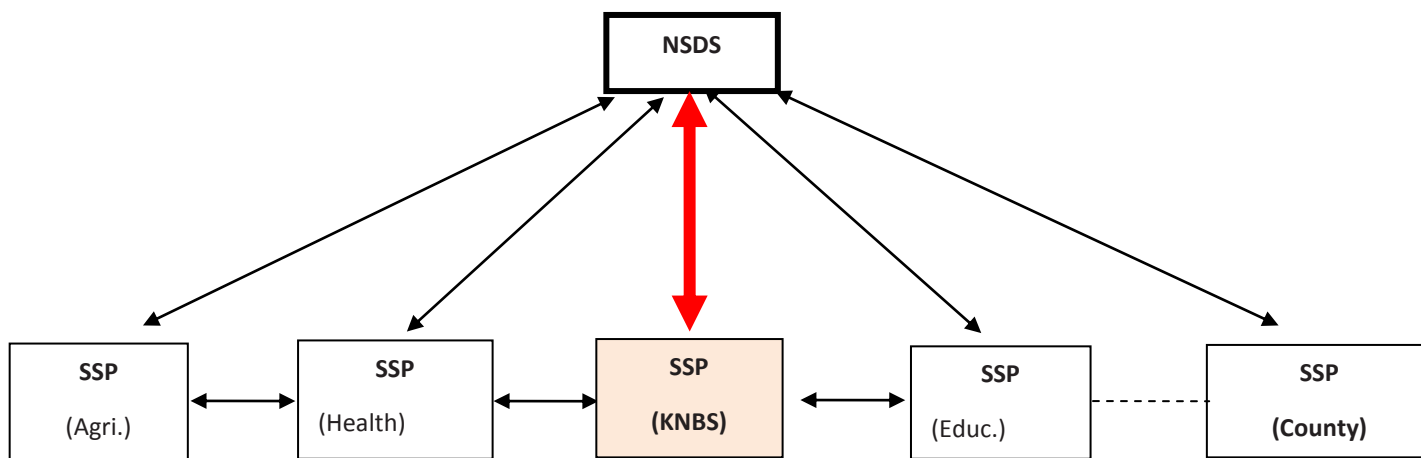 NSDS
SSP
(Agri.)
SSP
(Health)
SSP
(KNBS)
SSP
(Educ.)
SSP
(County)